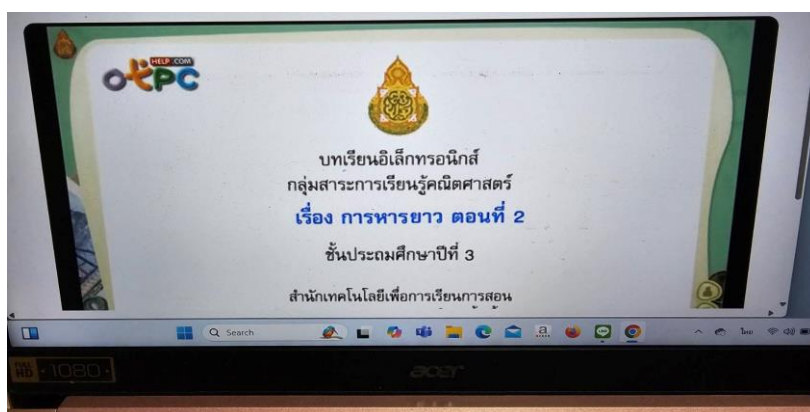 HELP.COM
OTPC
บทเรียนอิเล็กทรอนิกส์
กลุ่มสาระการเรียนรู้คณิตศาสตร์
เรื่อง การหารยาว ตอนที่ 2
ชั้นประถมศึกษาปีที่ 3
สำนักเทคโนโลยีเพื่อการเรียนการสอน
Search
a
ไทย
FULL HD 1080
acer